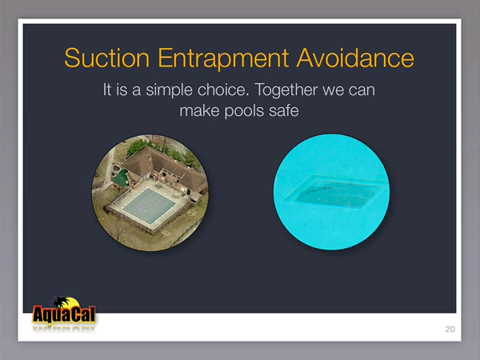 Suction Entrapment Avoidance
It is a simple choice. Together we can
make pools safe
AquaCal
20